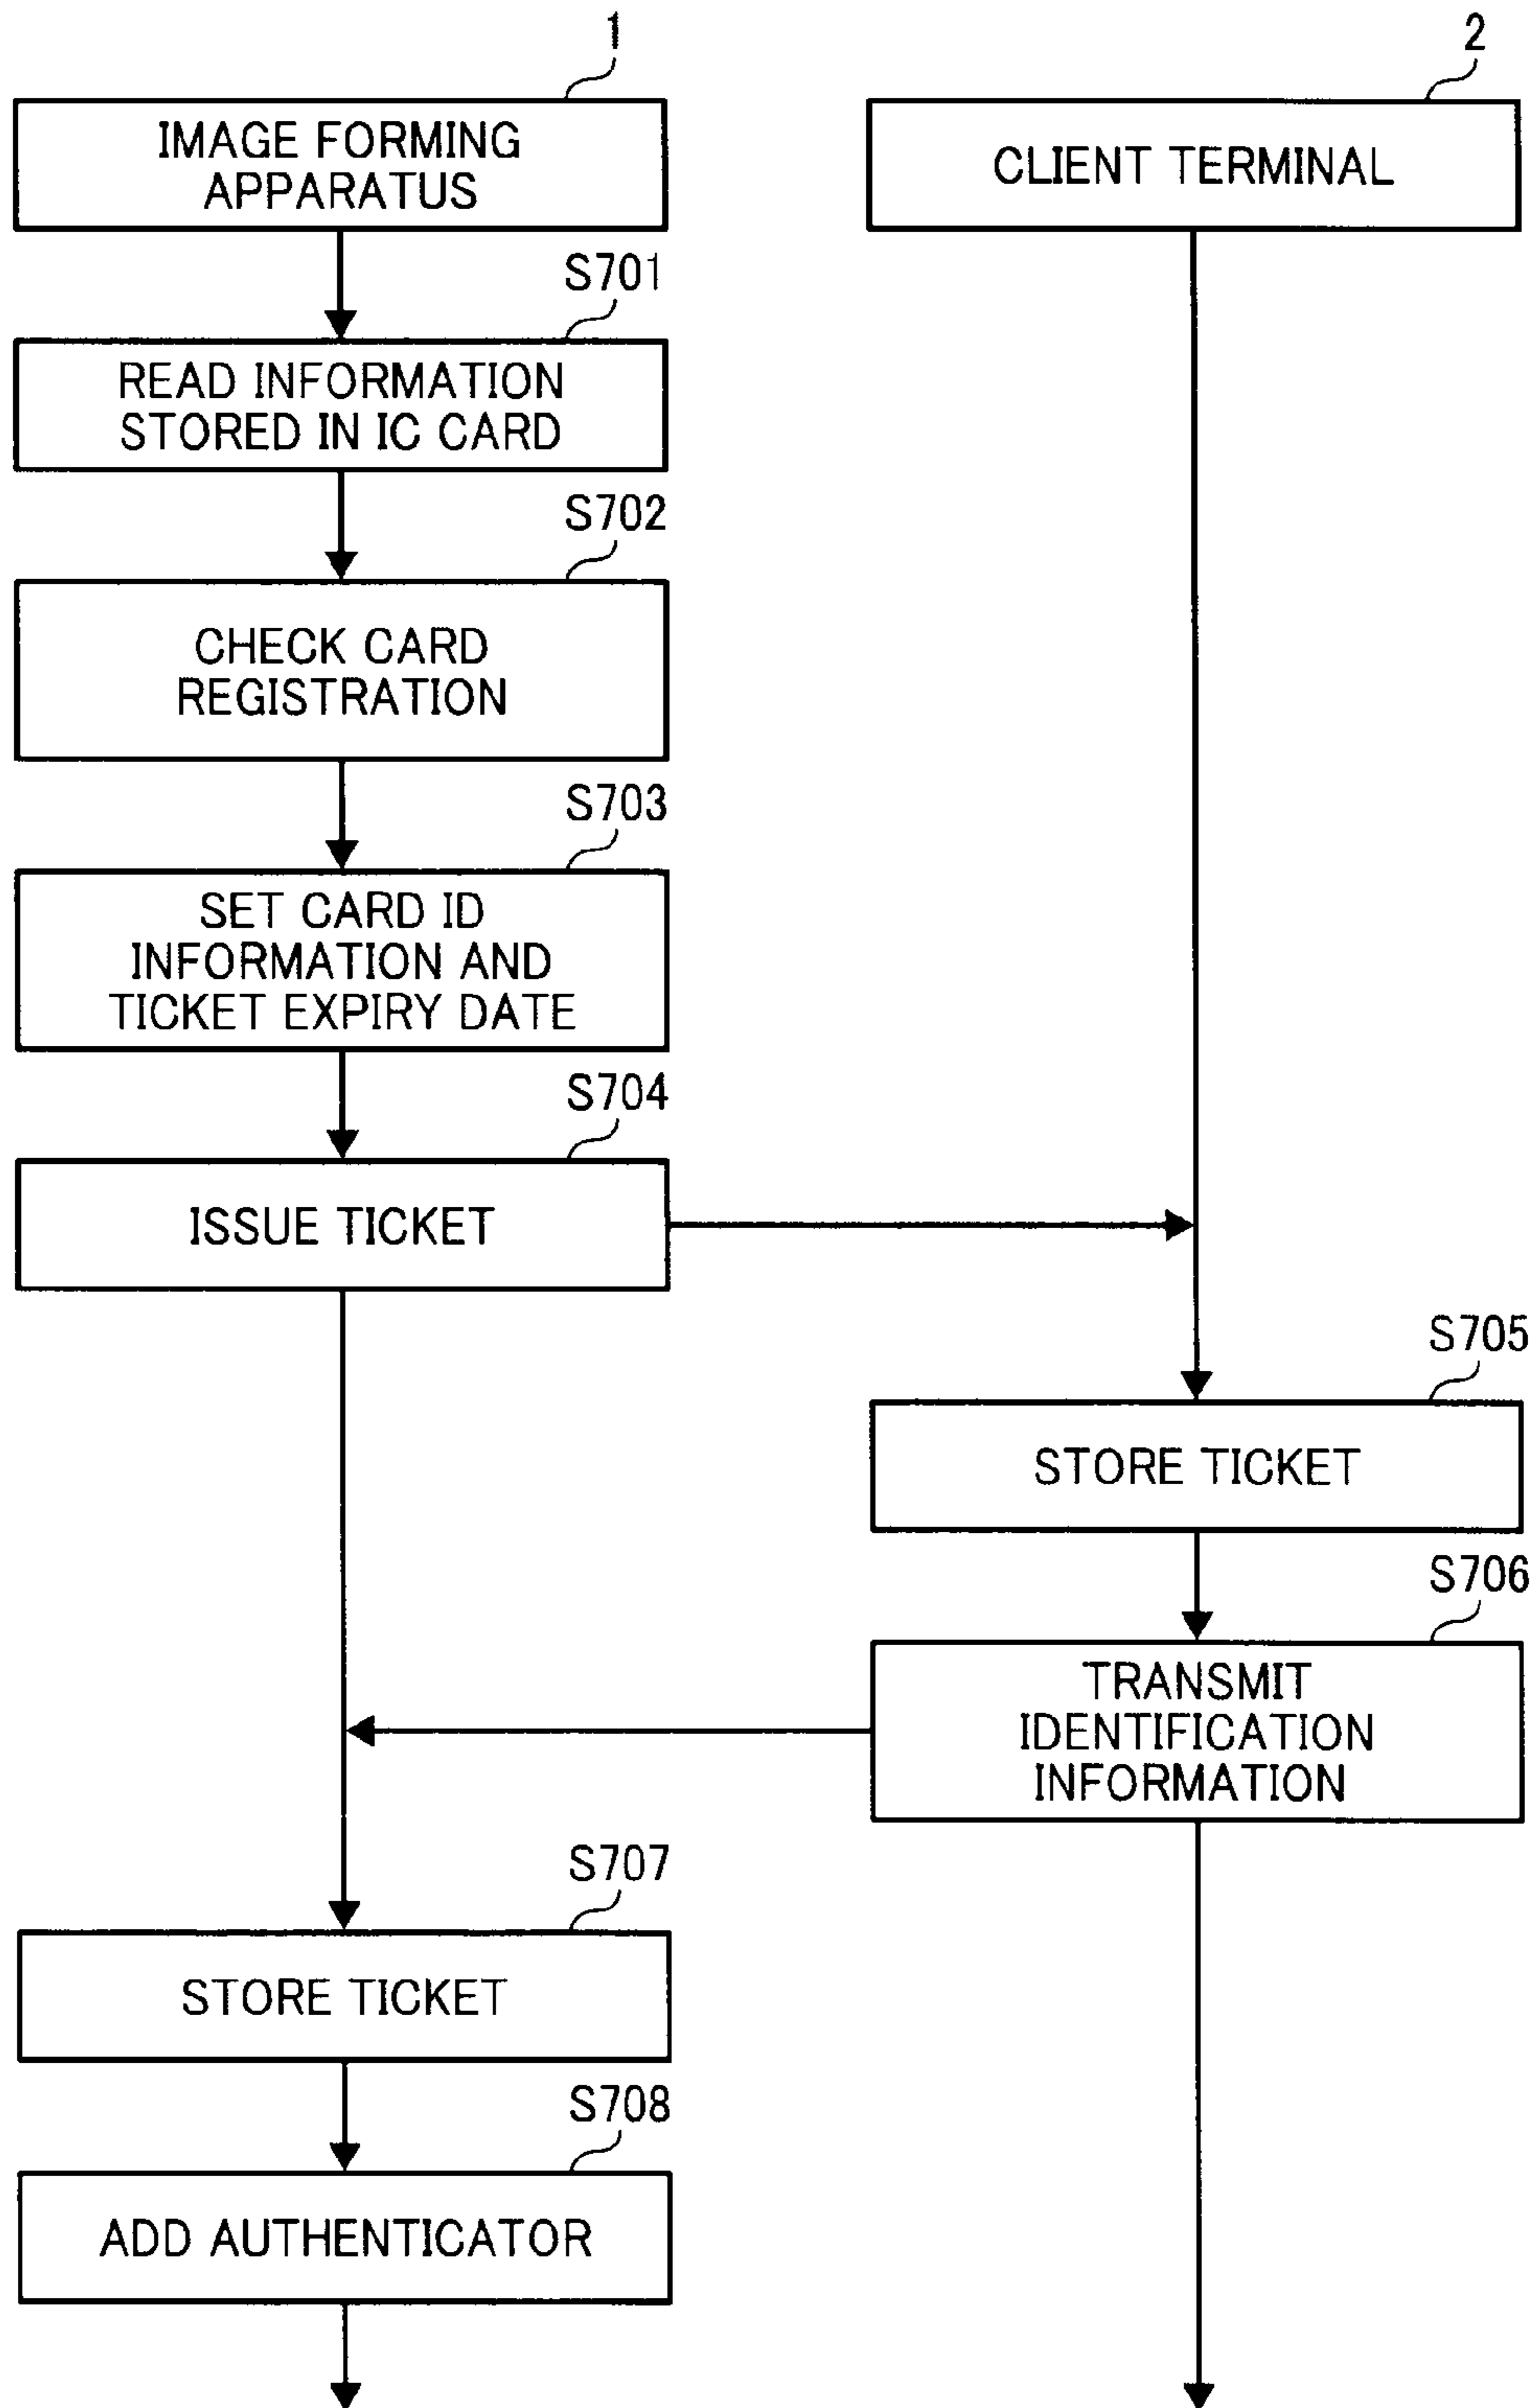 1
2
IMAGE FORMING
APPARATUS
CLIENT TERMINAL
S701
READ INFORMATION
STORED IN IC CARD
S702
CHECK CARD
REGISTRATION
S703
SET CARD ID
INFORMATION AND
TICKET EXPIRY DATE
S704
ISSUE TICKET
S705
STORE TICKET
S706
TRANSMIT
IDENTIFICATION
INFORMATION
S707
STORE TICKET
S708
ADD AUTHENTICATOR